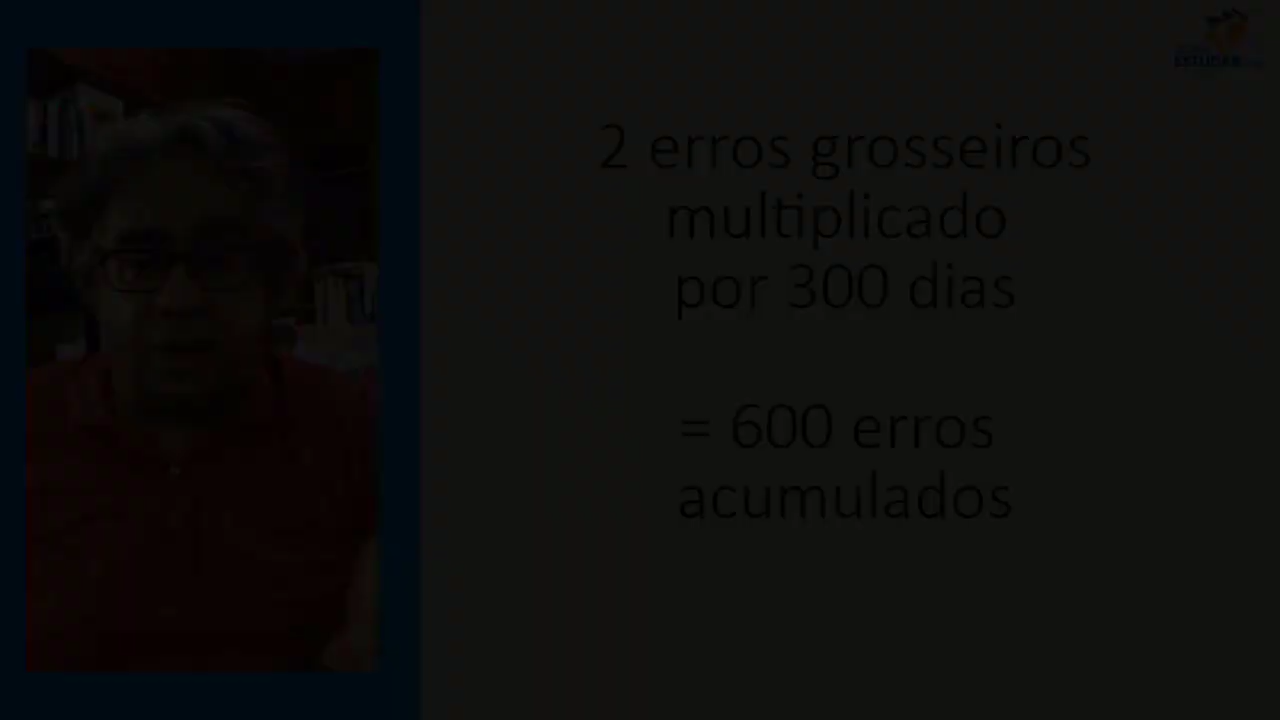 2 erros grosseiros
multiplicado
por 300 dias
= 600 erros
acumulados